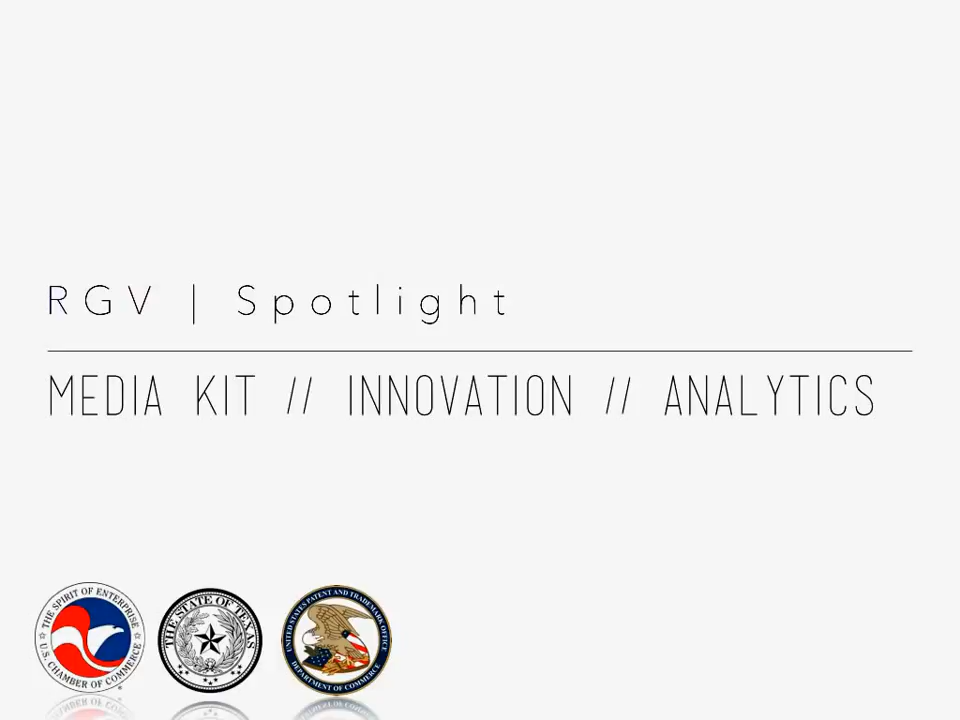 RGV | Spotlight
MEDIA KIT // INNOVATION // ANALYTICS
THE SPIRIT OF ENTERPRISE
U.S. CHAMBER OF COMMERCE
THE STATE OF TEXAS
UNITED STATES PATENT AND TRADEMARK OFFICE
DEPARTMENT OF COMMERCE